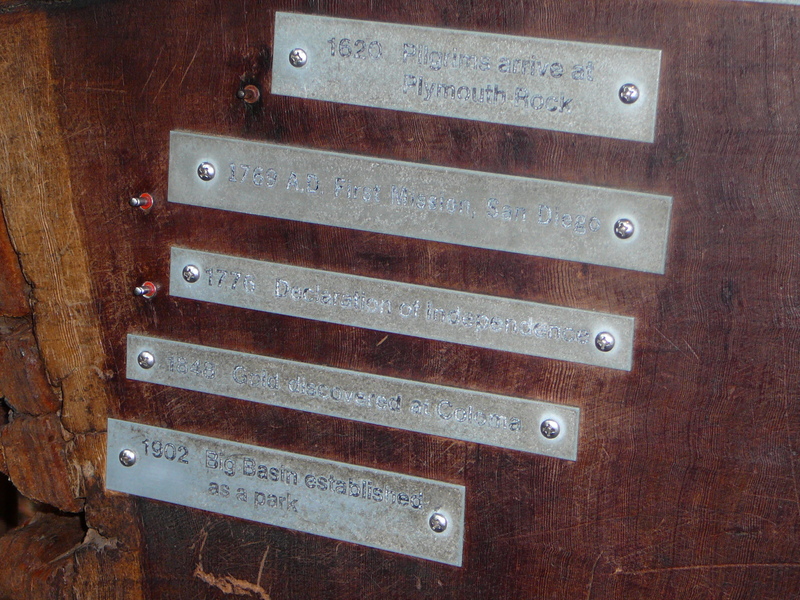 1620 Pilgrims arrive at
Plymouth Rock
1769 A.D. First Mission, San Diego
1776 Declaration of Independence
1848 Gold discovered at Coloma
1902 Big Basin established
as a park